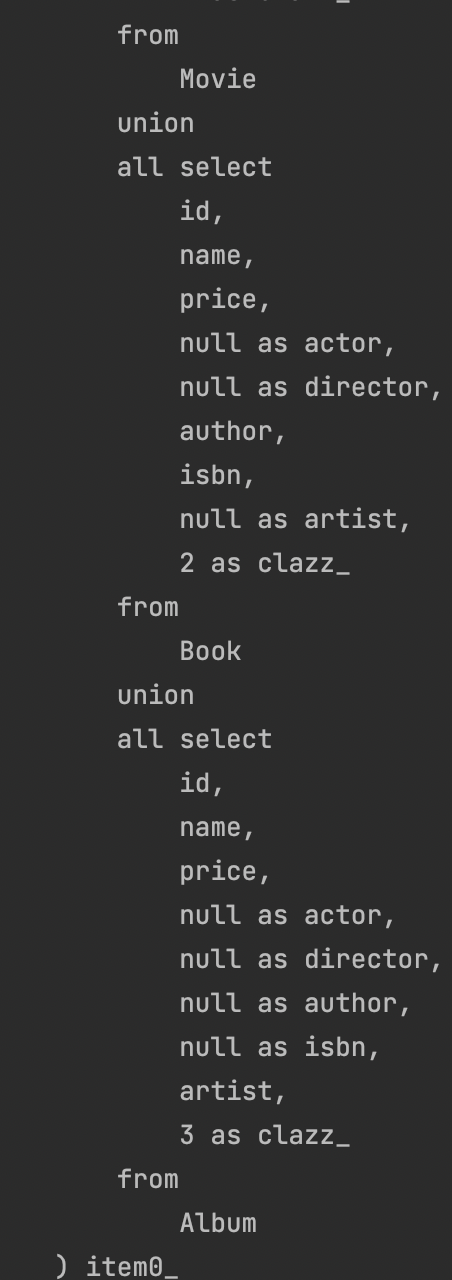 from
Movie
union
all select
id,
name,
price,
null as actor,
null as director,
author,
isbn,
null as artist,
2 as clazz_
from
Book
union
all select
id,
name,
price,
null as actor,
null as director,
null as author,
null as isbn,
artist,
3 as clazz_
from
Album
) item0_